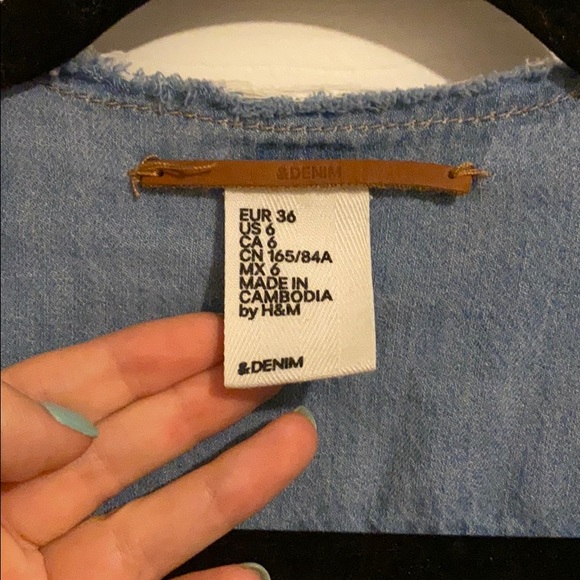 &DENIM
EUR 36
US 6
CA 6
CN 165/84A
MX 6
MADE IN
CAMBODIA
by H&M
&DENIM